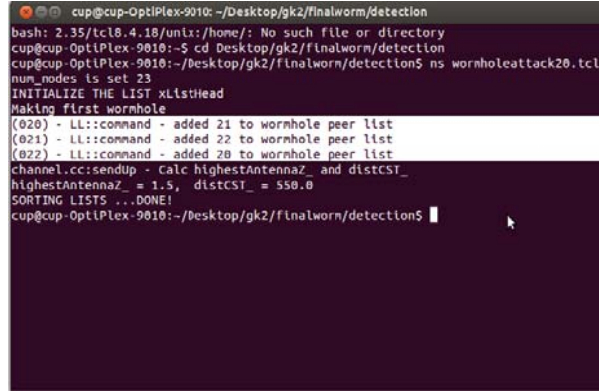 cup@cup-OptiPlex-9010: ~/Desktop/gk2/finalworm/detection
bash: 2.35/tcl8.4.18/unix:/home/: No such file or directory
cup@cup-OptiPlex-9010:~$ cd Desktop/gk2/finalworm/detection
cup@cup-OptiPlex-9010:~/Desktop/gk2/finalworm/detection$ ns wormholeattack20.tcl
num_nodes is set 23
INITIALIZE THE LIST xListHead
Making first wormhole
(020) - LL::command - added 21 to wormhole peer list
(021) - LL::command - added 22 to wormhole peer list
(022) - LL::command - added 20 to wormhole peer list
channel.cc:sendUp - Calc highestAntennaZ_ and distCST_
highestAntennaZ_ = 1.5, distCST_ = 550.0
SORTING LISTS ...DONE!
cup@cup-OptiPlex-9010:~/Desktop/gk2/finalworm/detection$